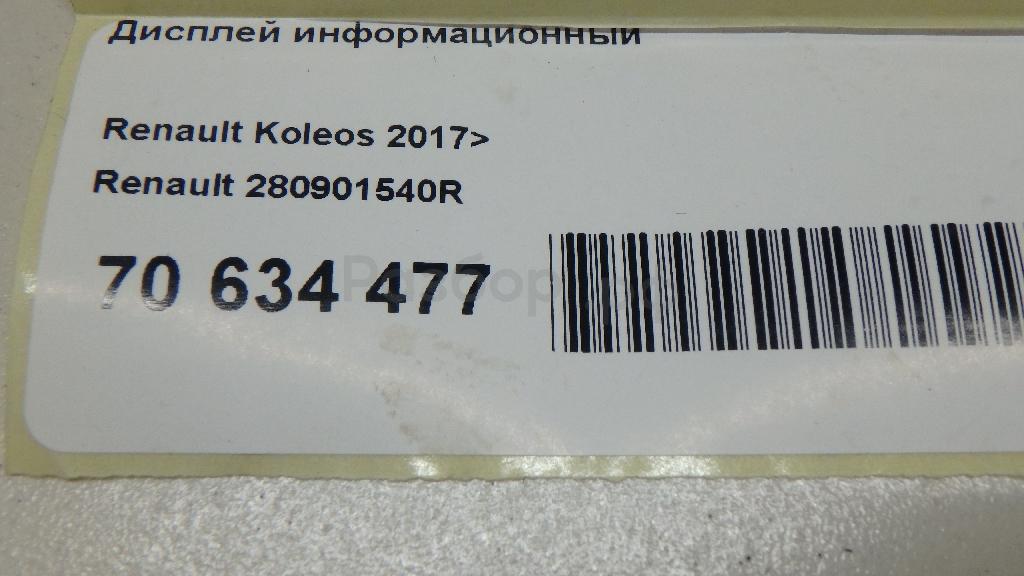 Дисплей информационный
Renault Koleos 2017>
Renault 280901540R
70 634 477